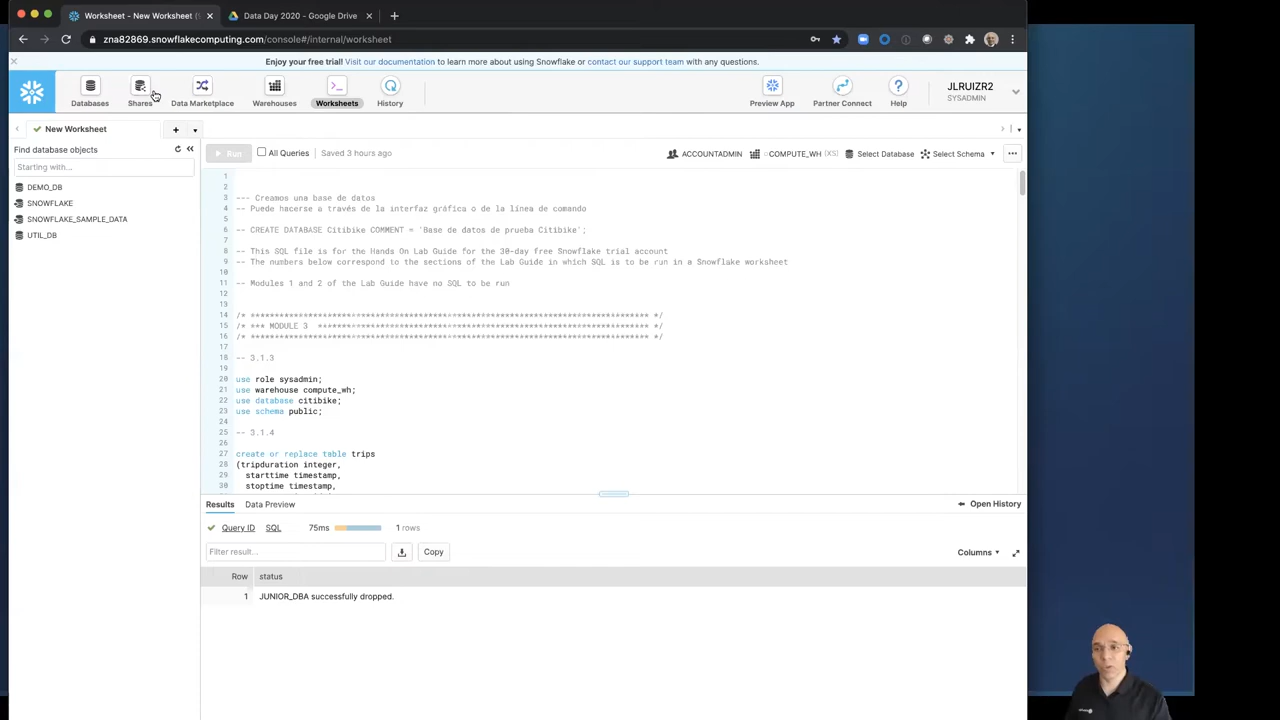 Worksheet - New Worksheet (S
Data Day 2020 - Google Drive
zna82869.snowflakecomputing.com/console#/internal/worksheet
Enjoy your free trial! Visit our documentation to learn more about using Snowflake or contact our support team with any questions.
Databases
Shares
Data Marketplace
Warehouses
Worksheets
History
Preview App
Partner Connect
Help
JLRUIZR2
SYSADMIN
New Worksheet
Find database objects
Starting with...
DEMO_DB
SNOWFLAKE
SNOWFLAKE_SAMPLE_DATA
UTIL_DB
Run
All Queries
Saved 3 hours ago
ACCOUNTADMIN
COMPUTE_WH (XS)
Select Database
Select Schema
1
2
3 --- Creamos una base de datos
4 -- Puede hacerse a través de la interfaz gráfica o de la línea de comando
5
6 -- CREATE DATABASE Citibike COMMENT = 'Base de datos de prueba Citibike';
7
8 -- This SQL file is for the Hands On Lab Guide for the 30-day free Snowflake trial account
9 -- The numbers below correspond to the sections of the Lab Guide in which SQL is to be run in a Snowflake worksheet
10
11 -- Modules 1 and 2 of the Lab Guide have no SQL to be run
12
13
14 /* ******************************************************************************** */
15 /* *** MODULE 3 ****************************************************************** */
16 /* ******************************************************************************** */
17
18 -- 3.1.3
19
20 use role sysadmin;
21 use warehouse compute_wh;
22 use database citibike;
23 use schema public;
24
25 -- 3.1.4
26
27 create or replace table trips
28 (tripduration integer,
29 starttime timestamp,
30 stoptime timestamp,
Results
Data Preview
Open History
Query ID
SQL
75ms
1 rows
Filter result...
Copy
Columns
Row
status
1
JUNIOR_DBA successfully dropped.